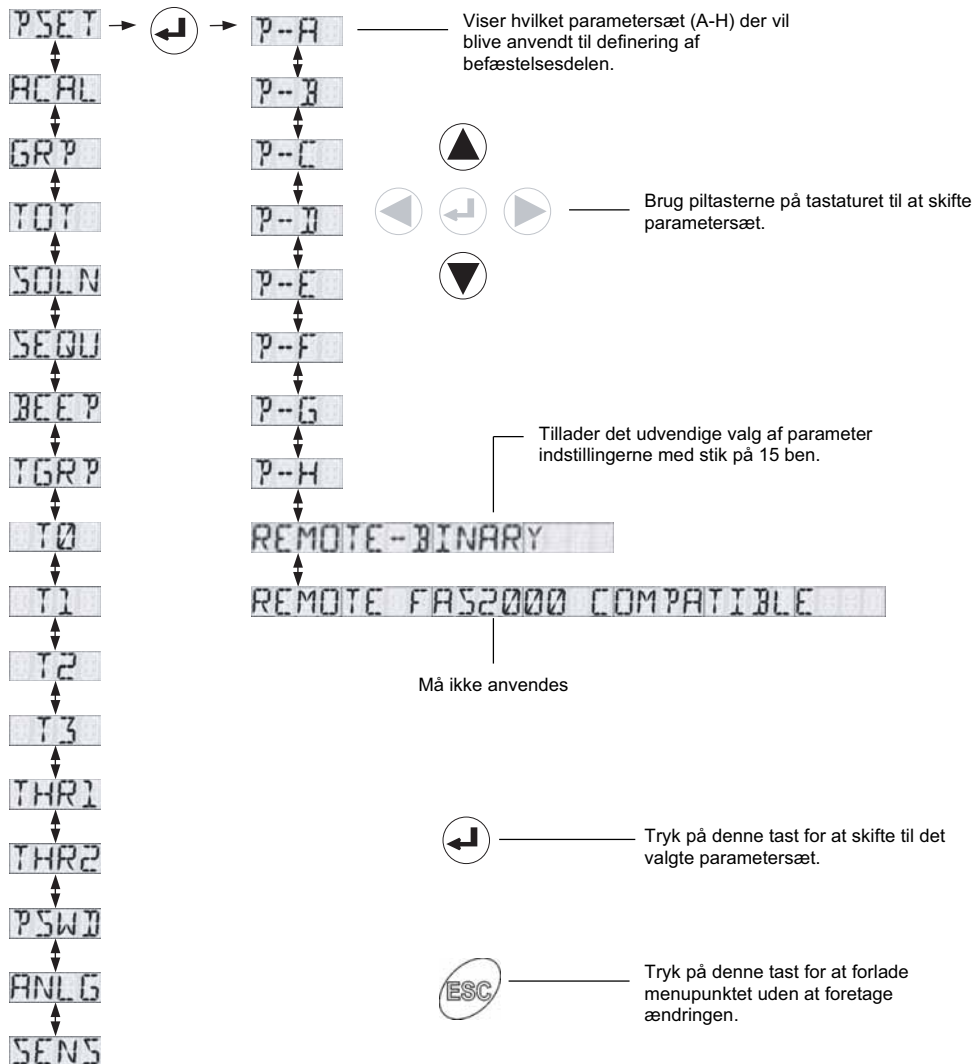 PSET
ACAL
GRP
TOT
SOLN
SEQU
BEEP
TGRP
T0
T1
T2
T3
THR1
THR2
PSWD
ANLG
SENS
P--A
P--B
P--C
P--D
P--E
P--F
P--G
P--H
REMOTE-BINARY
REMOTE FAS2000 COMPATIBLE
Viser hvilket parametersæt (A-H) der vil
blive anvendt til definering af
befæstelsesdelen.
Brug piltasterne på tastaturet til at skifte
parametersæt.
Tillader det udvendige valg af parameter
indstillingerne med stik på 15 ben.
Må ikke anvendes
Tryk på denne tast for at skifte til det
valgte parametersæt.
ESC
Tryk på denne tast for at forlade
menupunktet uden at foretage
ændringen.